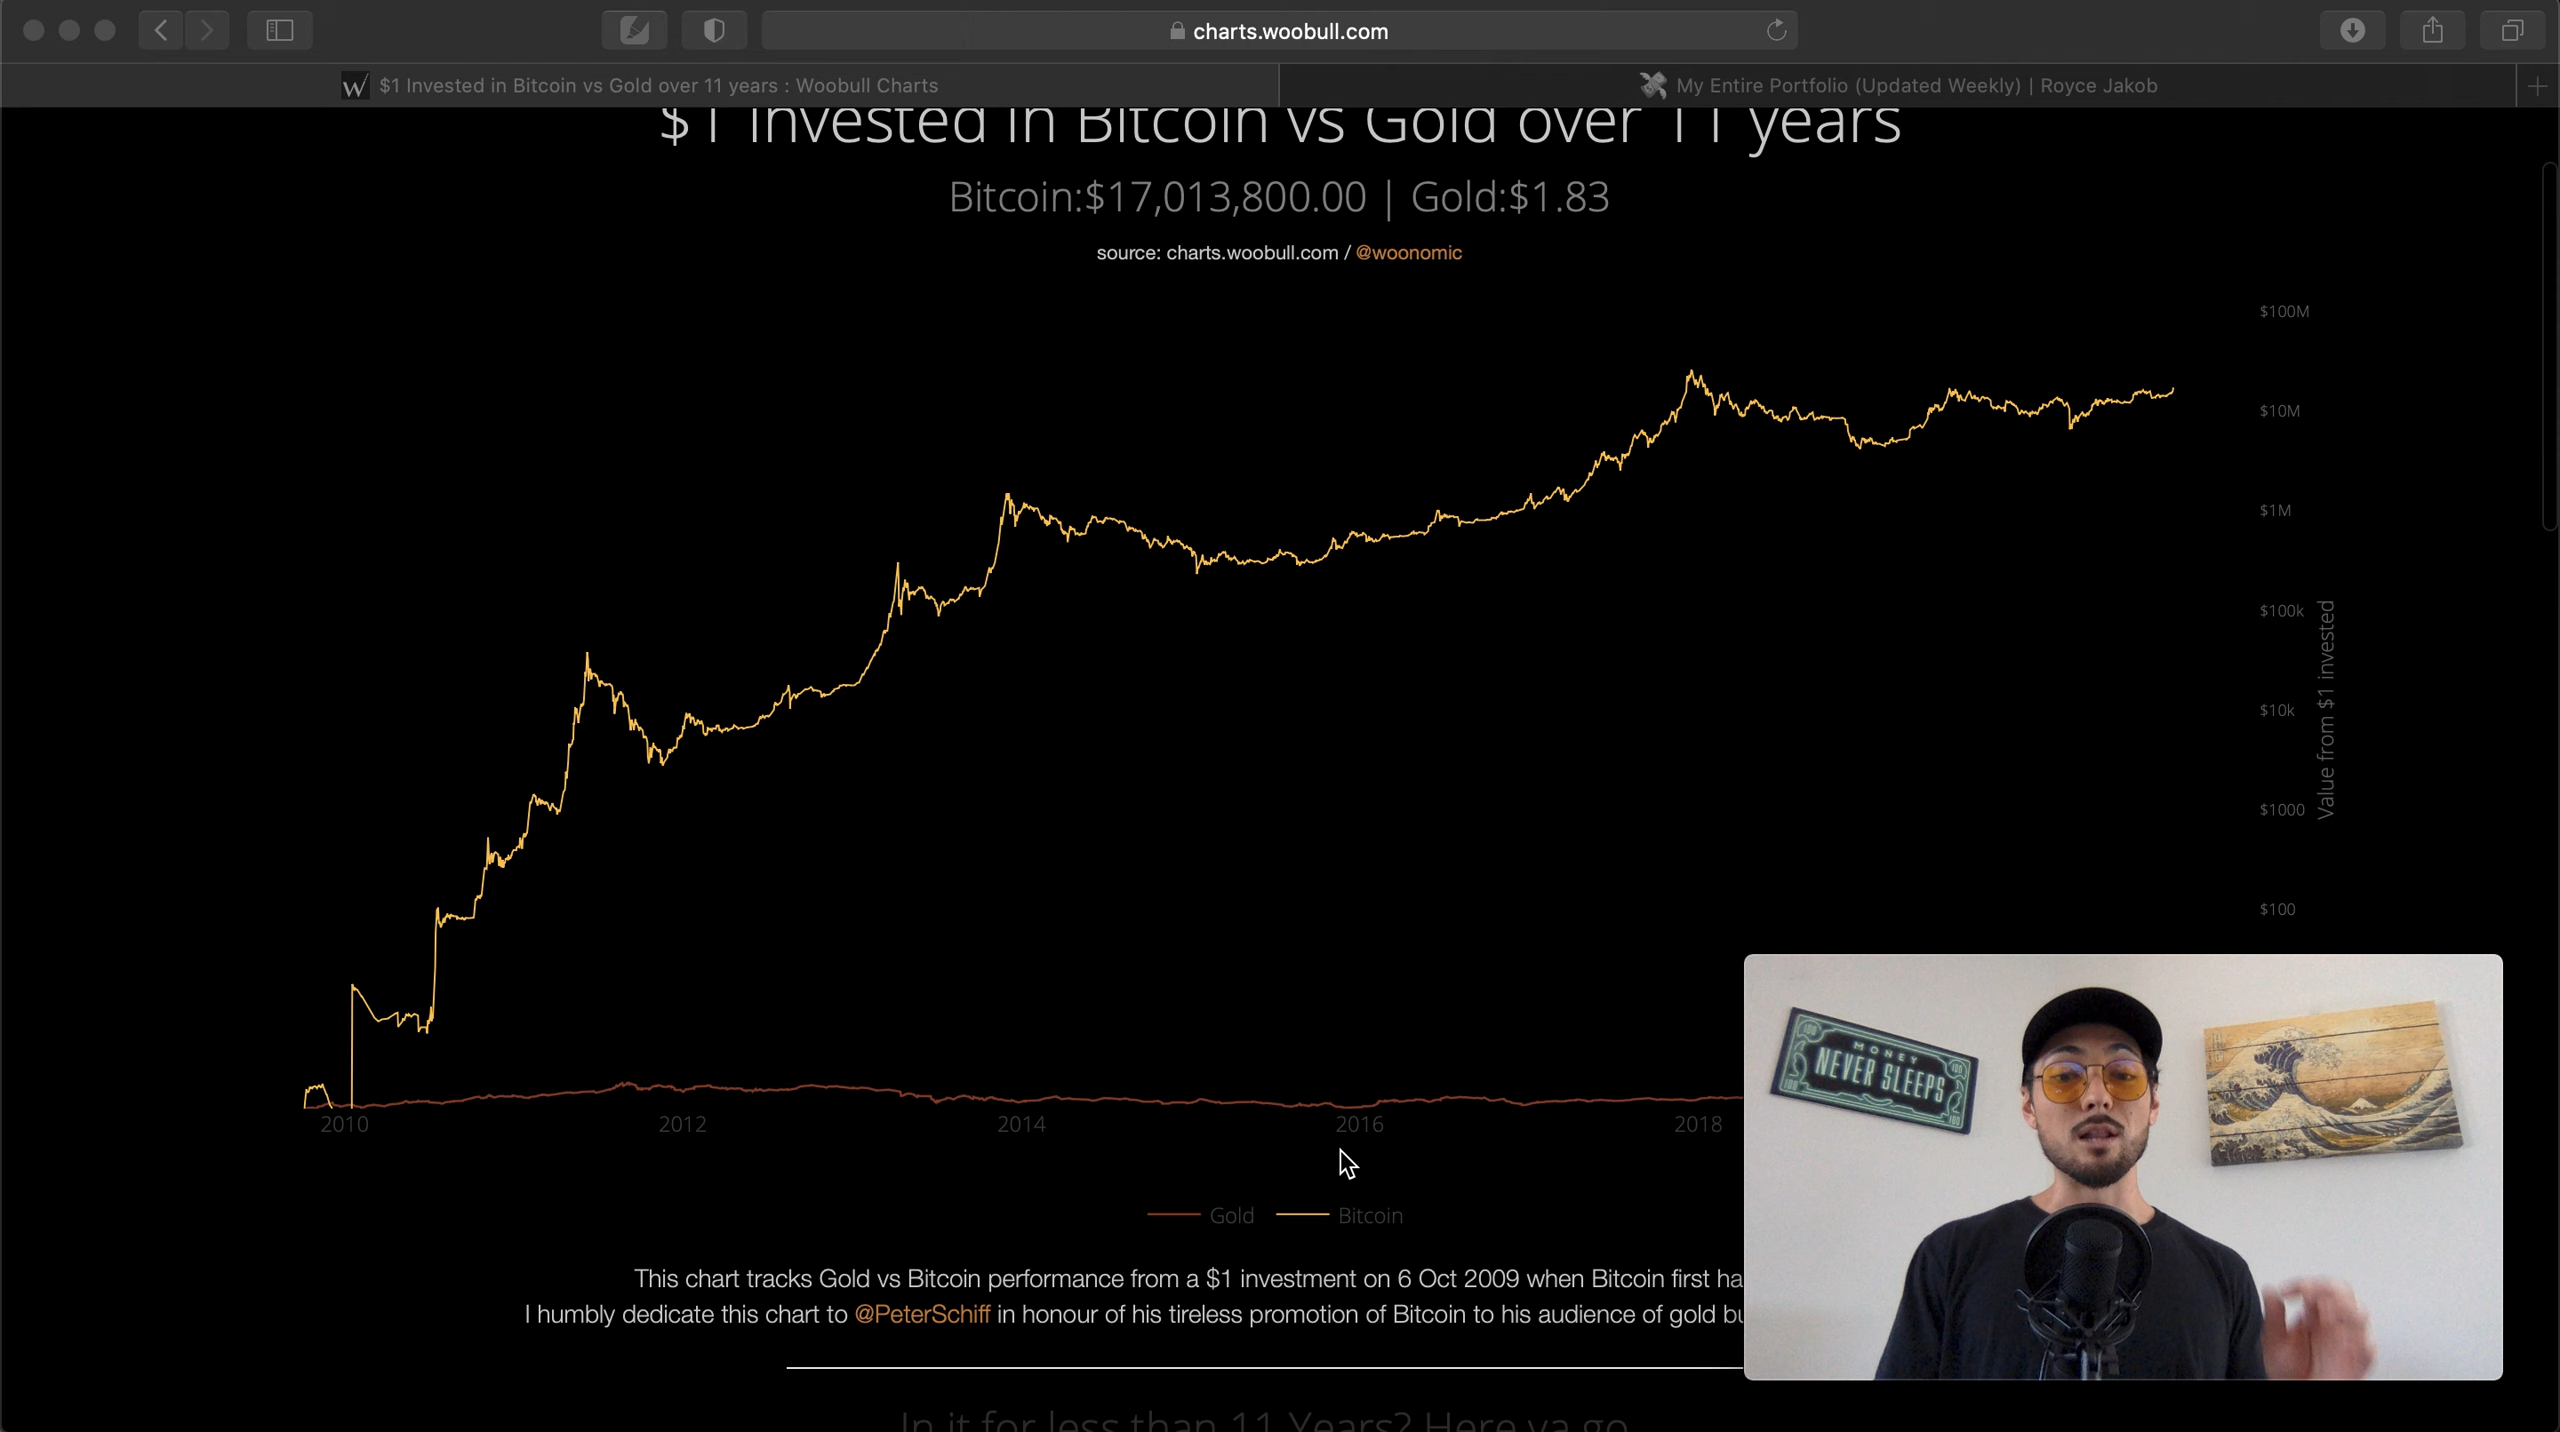 charts.woobull.com
$1 Invested in Bitcoin vs Gold over 11 years : Woobull Charts
My Entire Portfolio (Updated Weekly) | Royce Jakob
$1 Invested in Bitcoin vs Gold over 11 years
Bitcoin:$17,013,800.00 | Gold:$1.83
source: charts.woobull.com / @woonomic
$100M
$10M
$1M
$100k
$10k
$1000
$100
Value from $1 invested
2010 2012 2014 2016 2018
Gold Bitcoin
This chart tracks Gold vs Bitcoin performance from a $1 investment on 6 Oct 2009 when Bitcoin first ha
I humbly dedicate this chart to @PeterSchiff in honour of his tireless promotion of Bitcoin to his audience of gold bu
In it for less than 11 Years? Here ya go
MONEY
NEVER SLEEPS
100
100
100
100